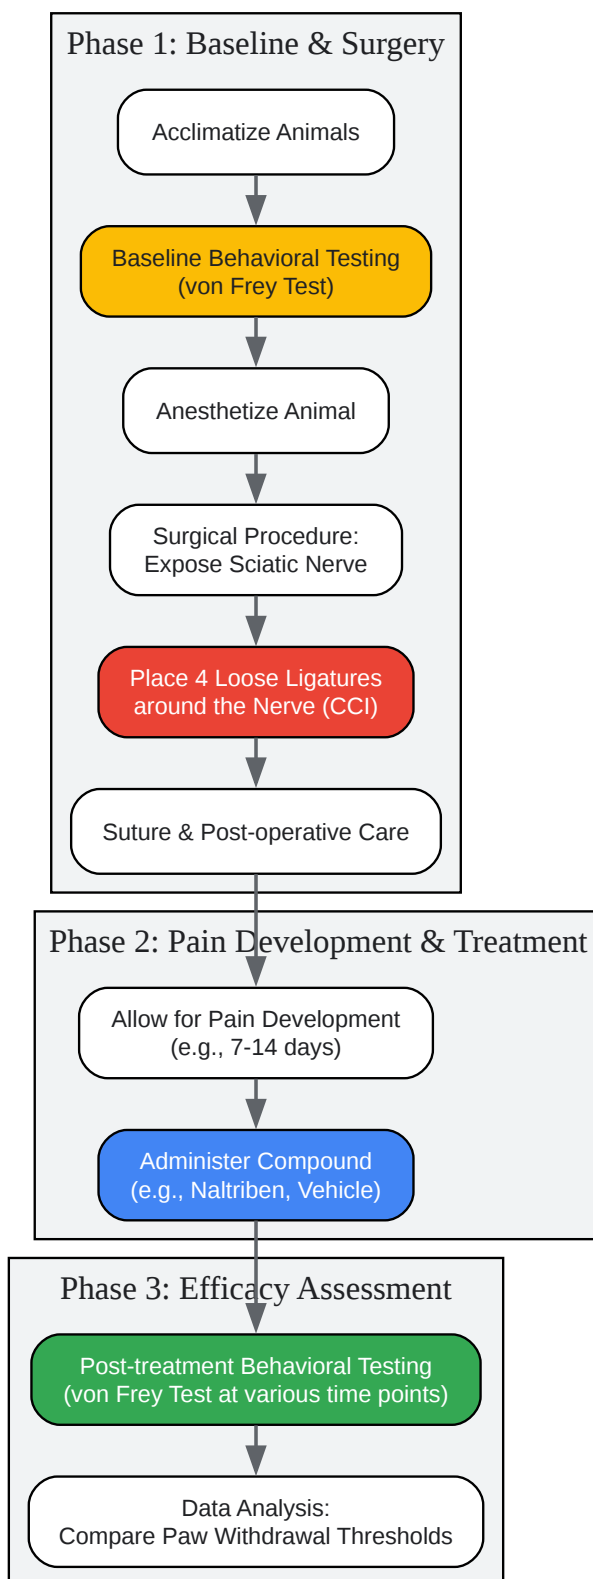 Phase 1: Baseline & Surgery
Acclimatize Animals
Baseline Behavioral Testing
(von Frey Test)
Anesthetize Animal
Surgical Procedure:
Expose Sciatic Nerve
Place 4 Loose Ligatures
around the Nerve (CCI)
Suture & Post-operative Care
Phase 2: Pain Development & Treatment
Allow for Pain Development
(e.g., 7-14 days)
Administer Compound
(e.g., Naltriben, Vehicle)
Phase 3: Efficacy Assessment
Post-treatment Behavioral Testing
(von Frey Test at various time points)
Data Analysis:
Compare Paw Withdrawal Thresholds